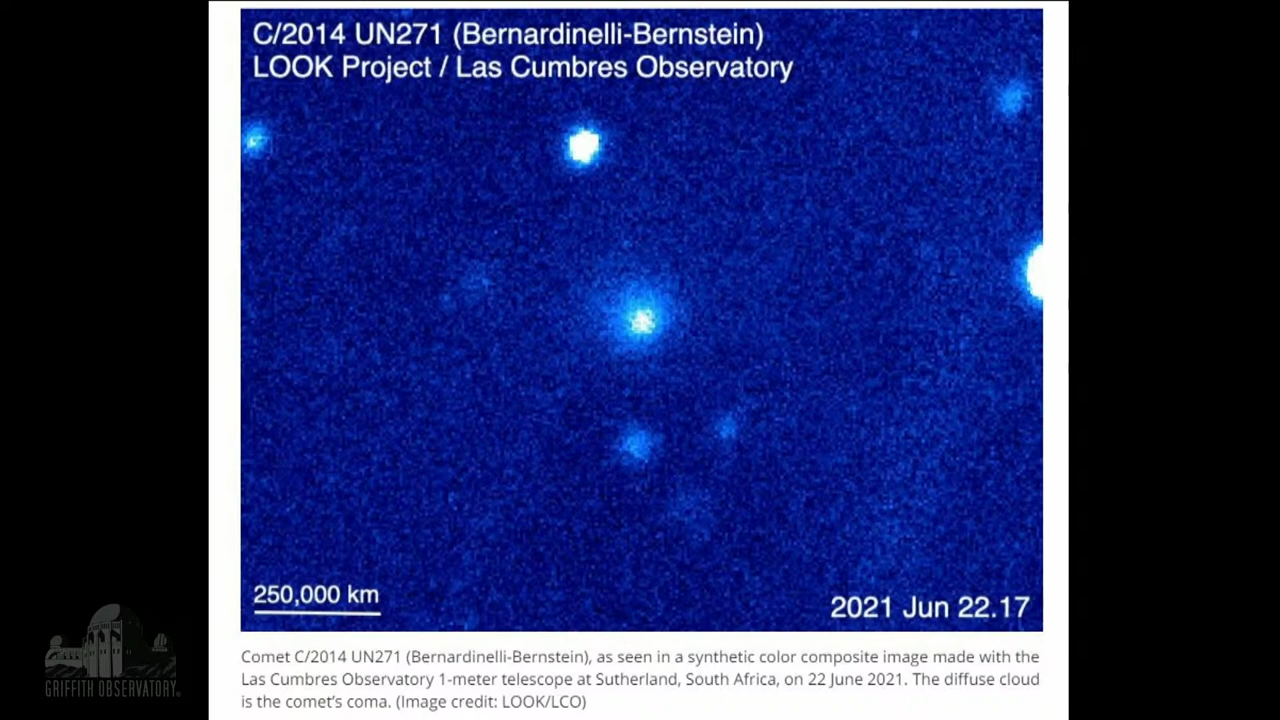 C/2014 UN271 (Bernardinelli-Bernstein)
LOOK Project / Las Cumbres Observatory
250,000 km
2021 Jun 22.17
Comet C/2014 UN271 (Bernardinelli-Bernstein), as seen in a synthetic color composite image made with the
Las Cumbres Observatory 1-meter telescope at Sutherland, South Africa, on 22 June 2021. The diffuse cloud
is the comet’s coma. (Image credit: LOOK/LCO)
GRIFFITH OBSERVATORY